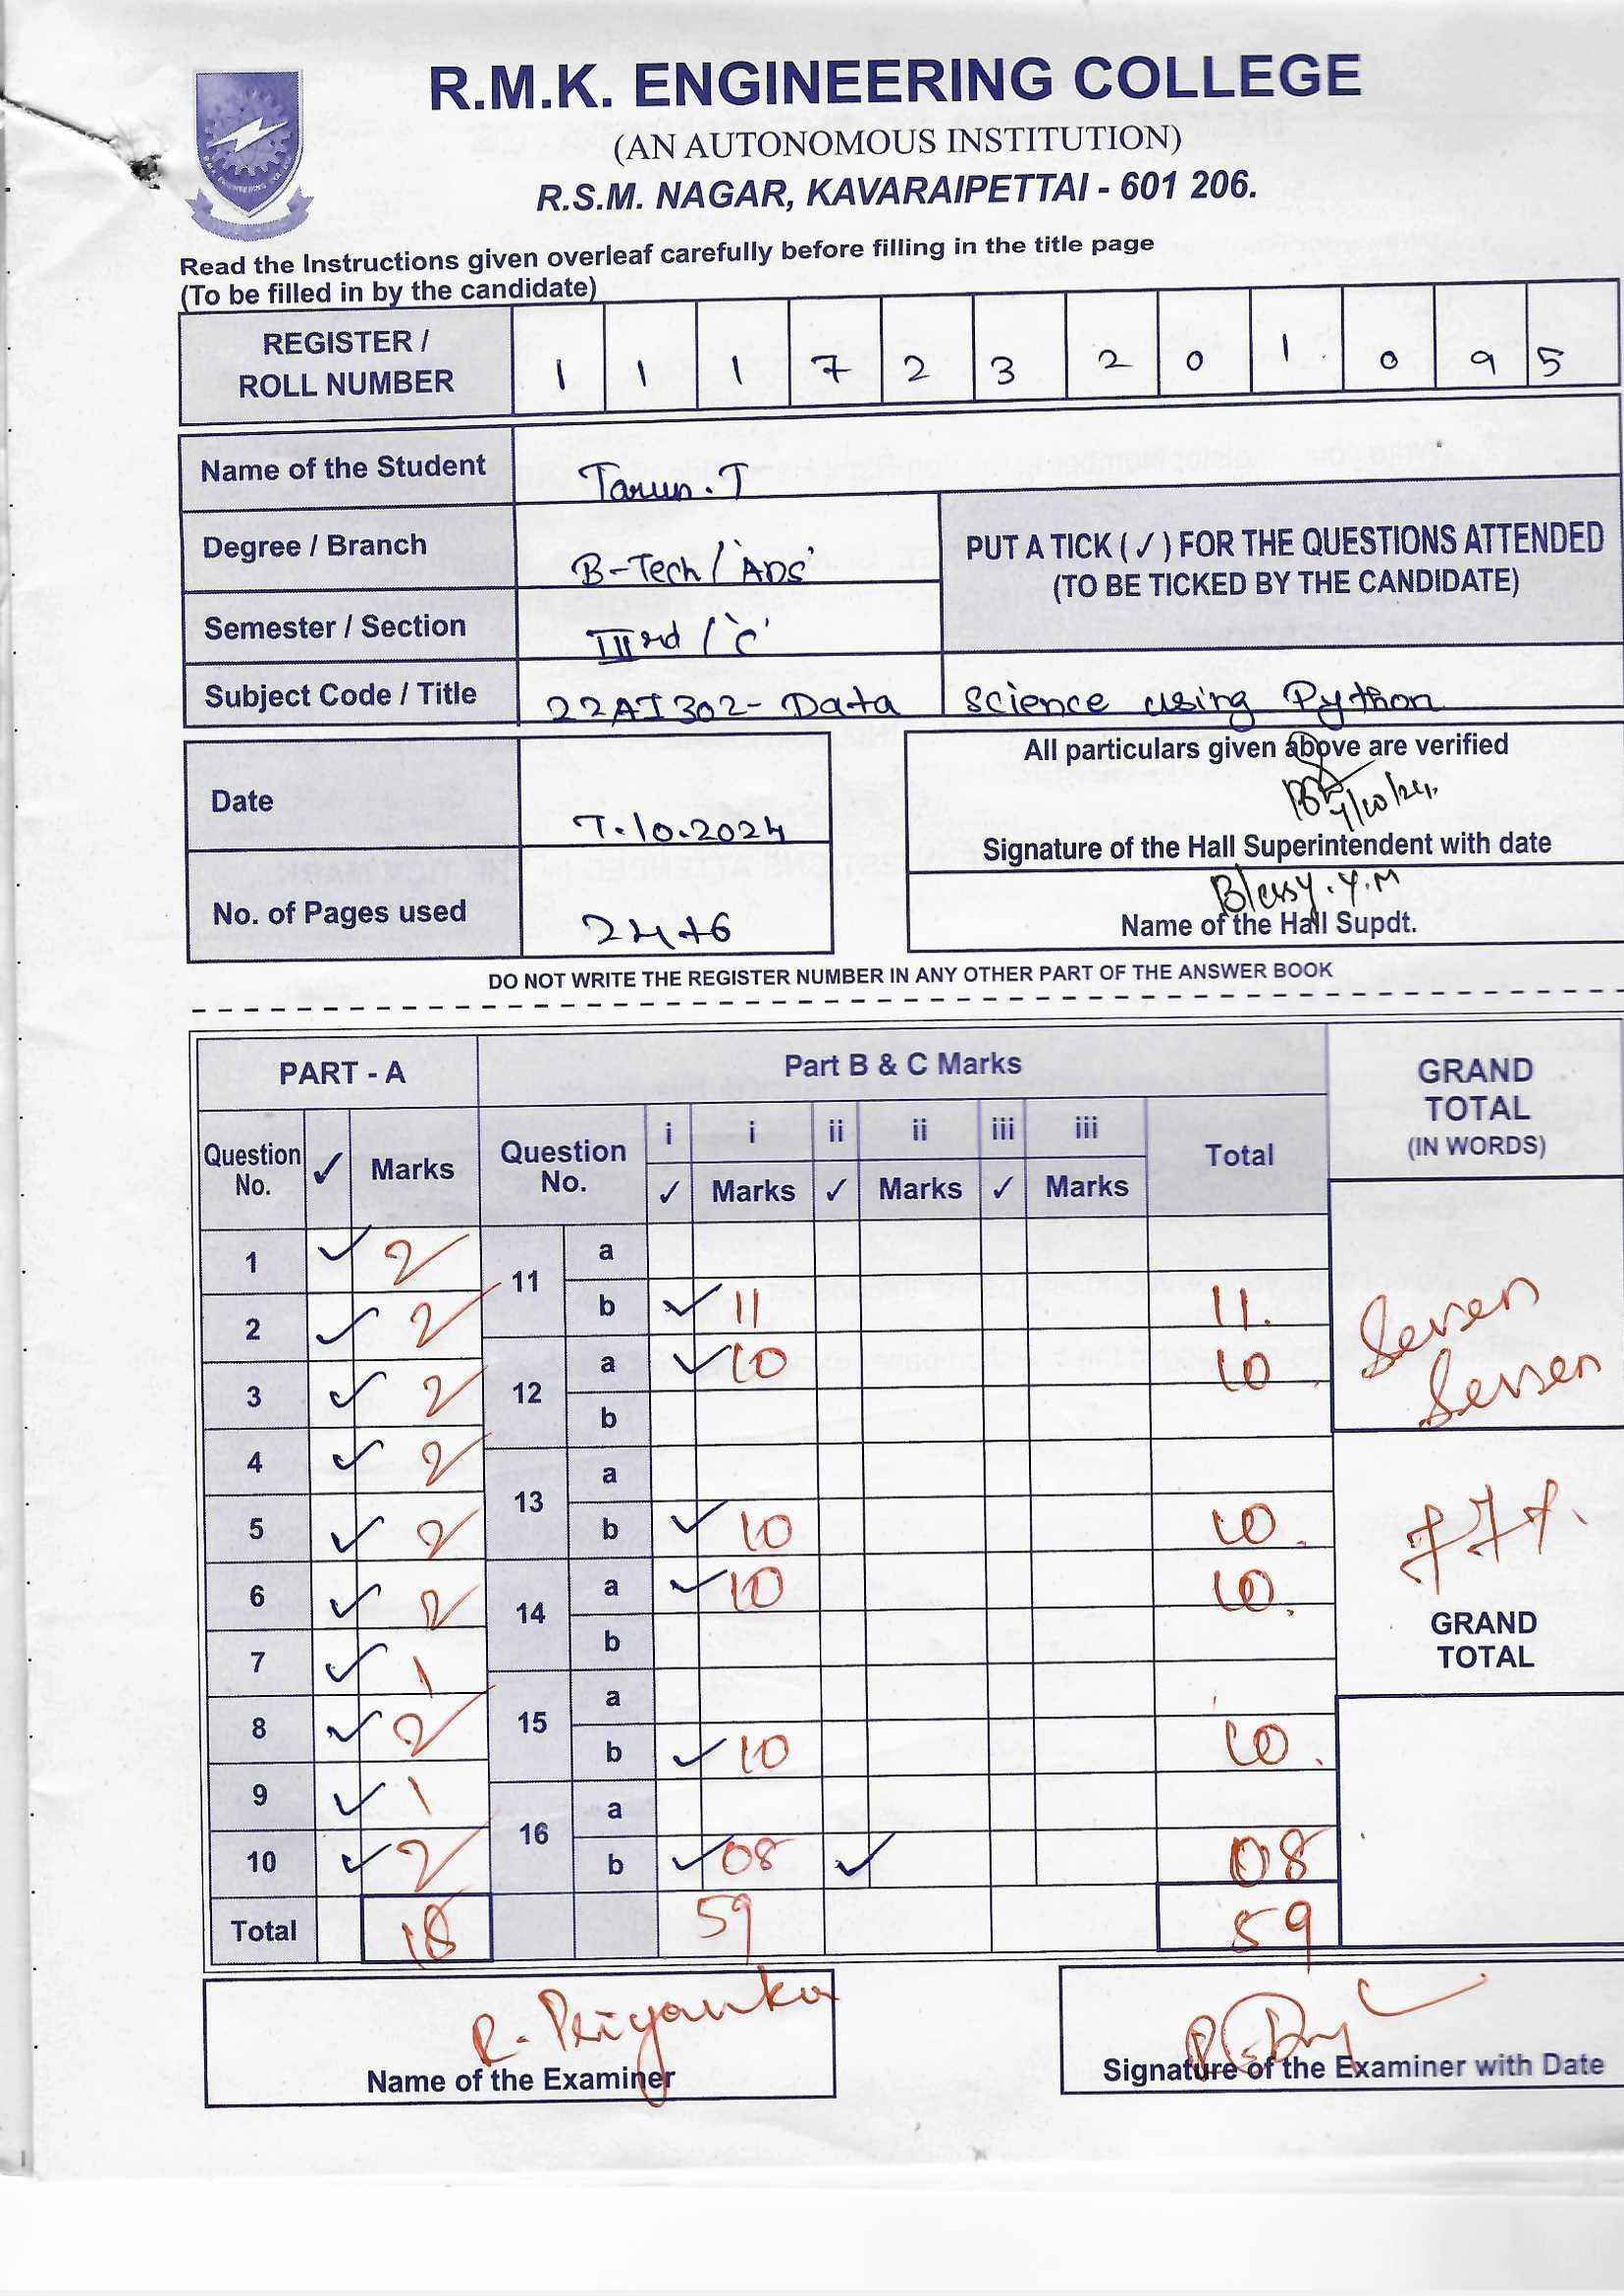 R.M.K. ENGINEERING COLLEGE
(AN AUTONOMOUS INSTITUTION)
R.S.M. NAGAR, KAVARAIPETTAI - 601 206.
Read the Instructions given overleaf carefully before filling in the title page
(To be filled in by the candidate)
REGISTER / ROLL NUMBER 1 1 1 7 2 3 2 0 1 0 9 5
Name of the Student Tarun.T
Degree / Branch B-Tech / 'ADS'
PUT A TICK ( ✓ ) FOR THE QUESTIONS ATTENDED
(TO BE TICKED BY THE CANDIDATE)
Semester / Section IIIrd / 'C'
Subject Code / Title 22AI302- Data Science using Python
All particulars given above are verified
Date 7.10.2024
7/10/24.
Signature of the Hall Superintendent with date
No. of Pages used 24+6
Blessy.Y.M
Name of the Hall Supdt.
DO NOT WRITE THE REGISTER NUMBER IN ANY OTHER PART OF THE ANSWER BOOK
PART - A
Part B & C Marks
GRAND TOTAL (IN WORDS)
Question No. ✓ Marks
Question No. i i ii ii iii iii Total
✓ Marks ✓ Marks ✓ Marks
1 ✓ 2
2 ✓ 2
3 ✓ 2
4 ✓ 2
5 ✓ 2
6 ✓ 2
7 ✓ 1
8 ✓ 2
9 ✓ 1
10 ✓ 2
Total 18
11 a
b ✓ 11 11.
12 a ✓ 10 10
b
13 a
b ✓ 10 10.
14 a ✓ 10 10.
b
15 a
b ✓ 10 10.
16 a
b ✓ 08 ✓ 08
59 59
Seven
Seven
77
GRAND
TOTAL
R. Priyanka
Name of the Examiner
Signature of the Examiner with Date